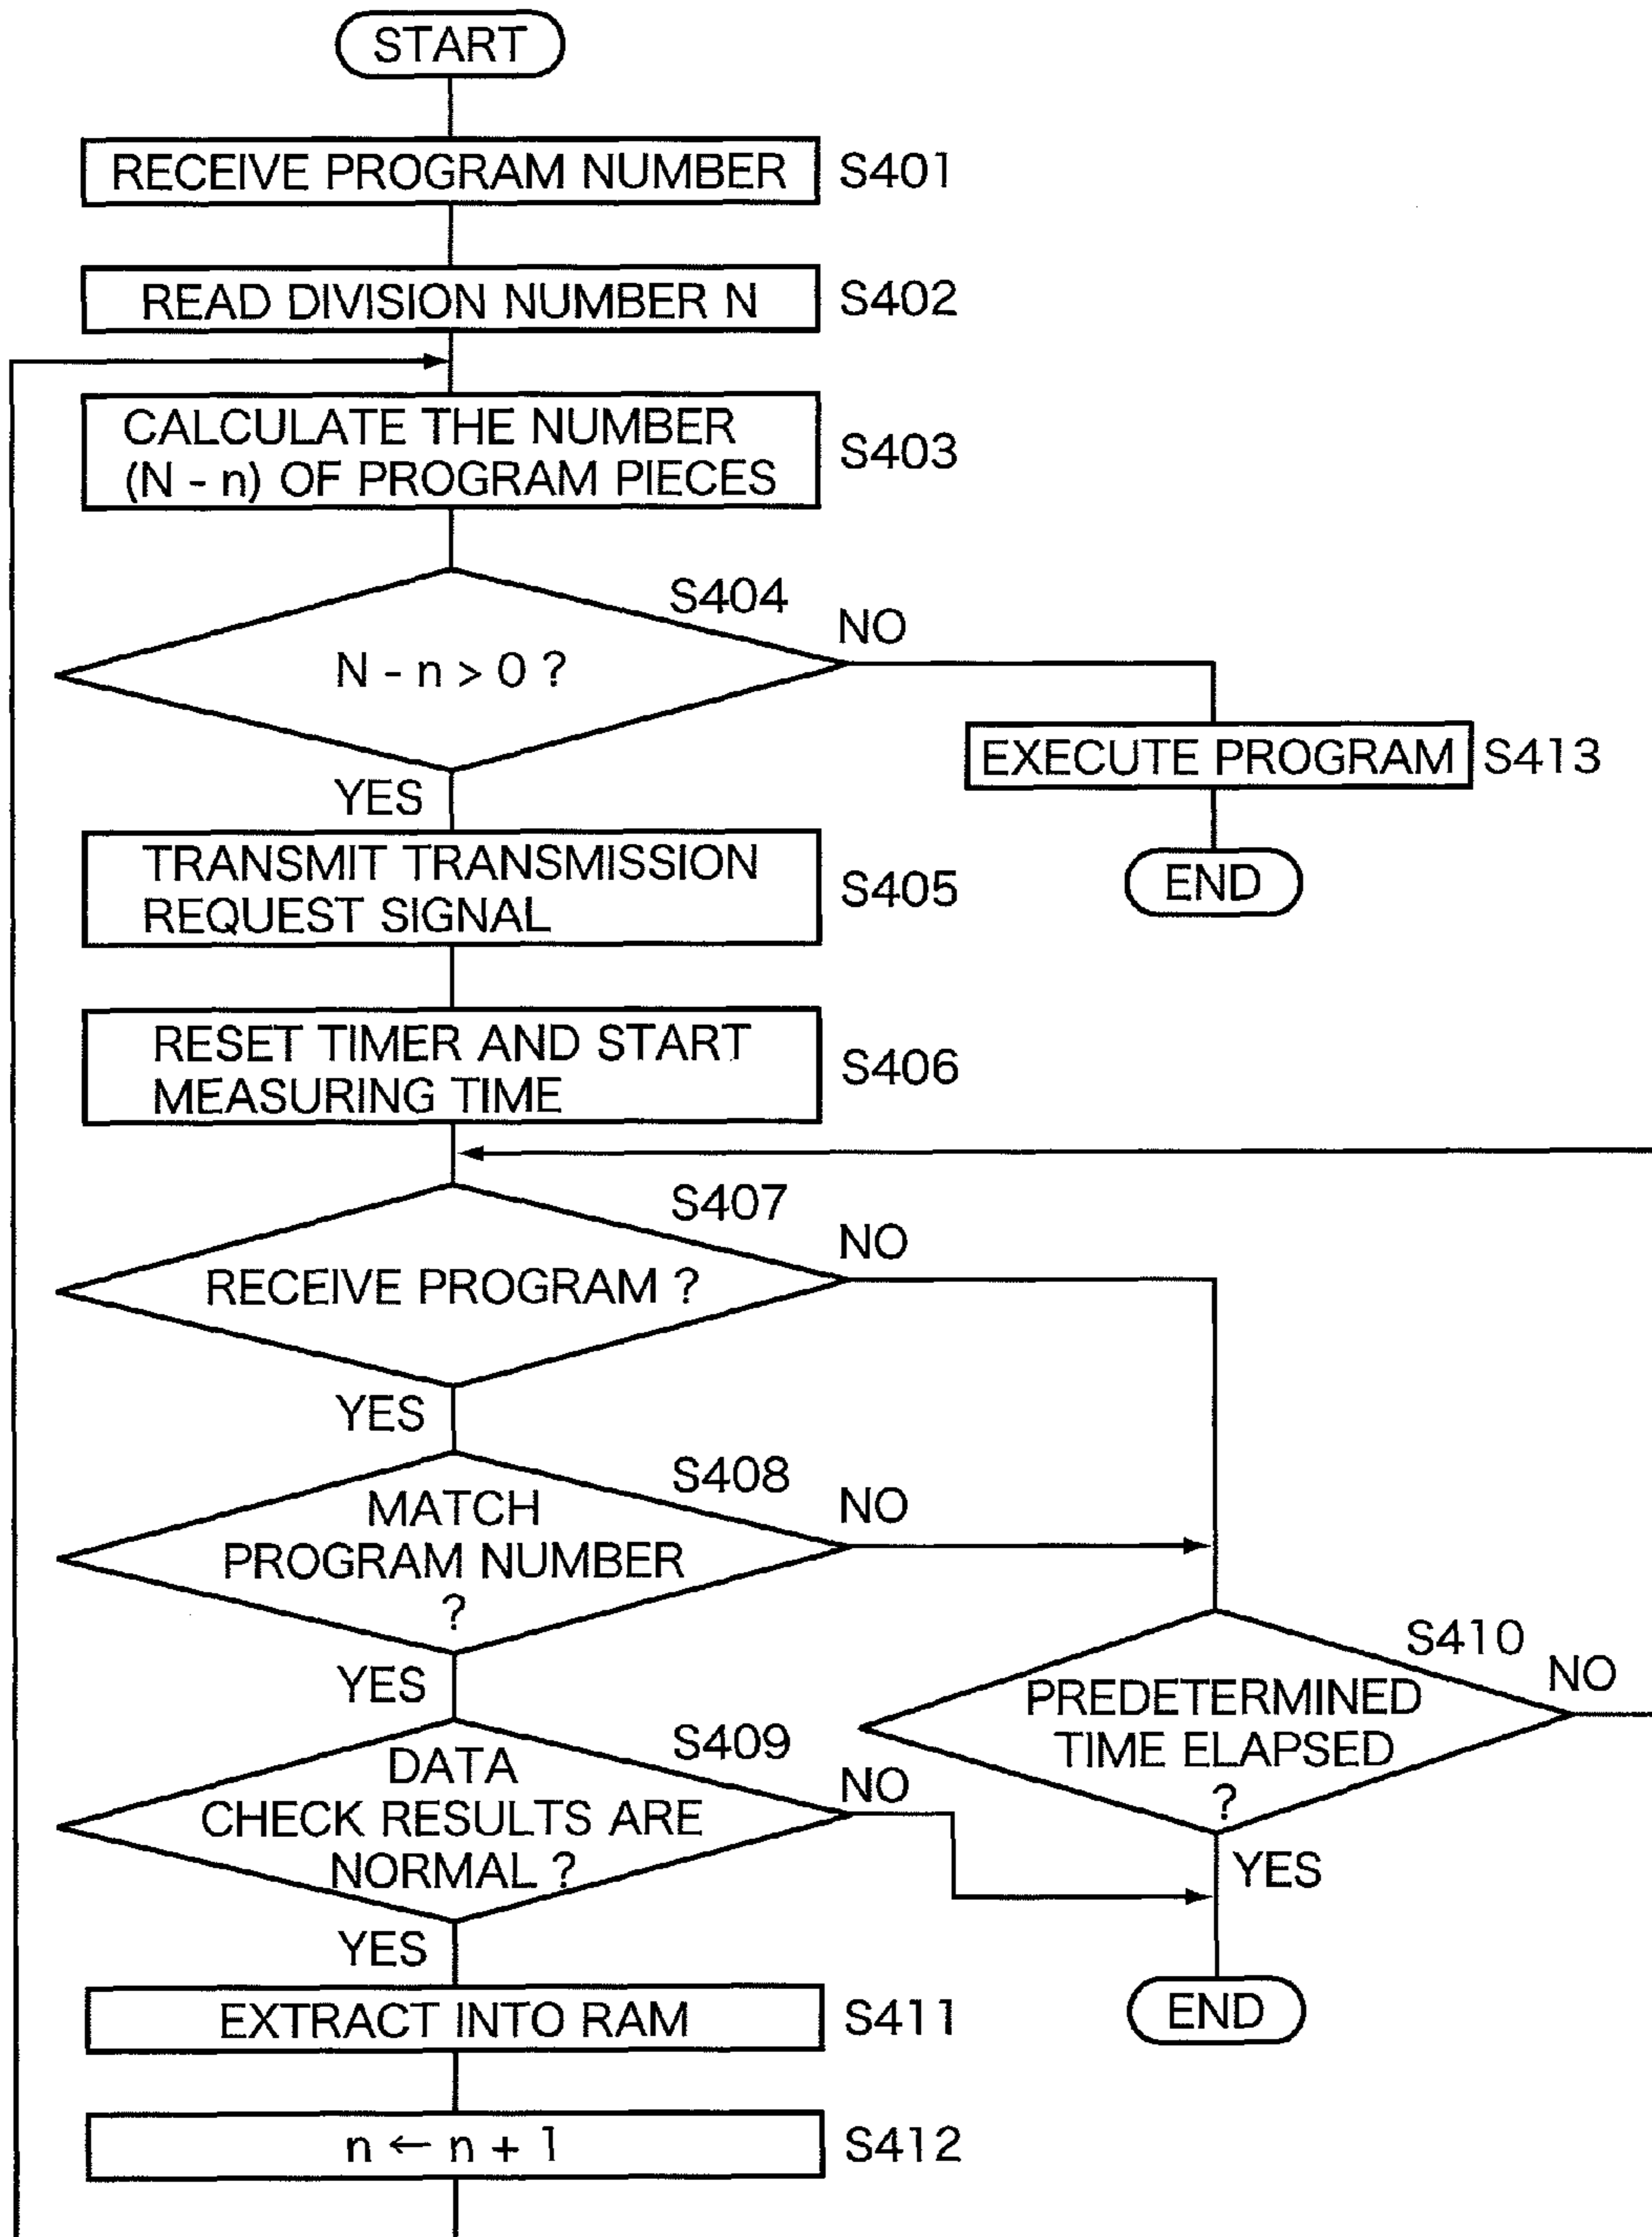 START
RECEIVE PROGRAM NUMBER
S401
READ DIVISION NUMBER N
S402
CALCULATE THE NUMBER
(N - n) OF PROGRAM PIECES
S403
S404
N - n > 0 ?
NO
YES
EXECUTE PROGRAM
S413
END
TRANSMIT TRANSMISSION
REQUEST SIGNAL
S405
RESET TIMER AND START
MEASURING TIME
S406
S407
RECEIVE PROGRAM ?
NO
YES
S408
MATCH
PROGRAM NUMBER
?
NO
YES
S410
PREDETERMINED
TIME ELAPSED
?
NO
YES
S409
DATA
CHECK RESULTS ARE
NORMAL ?
NO
YES
END
EXTRACT INTO RAM
S411
n ← n + 1
S412